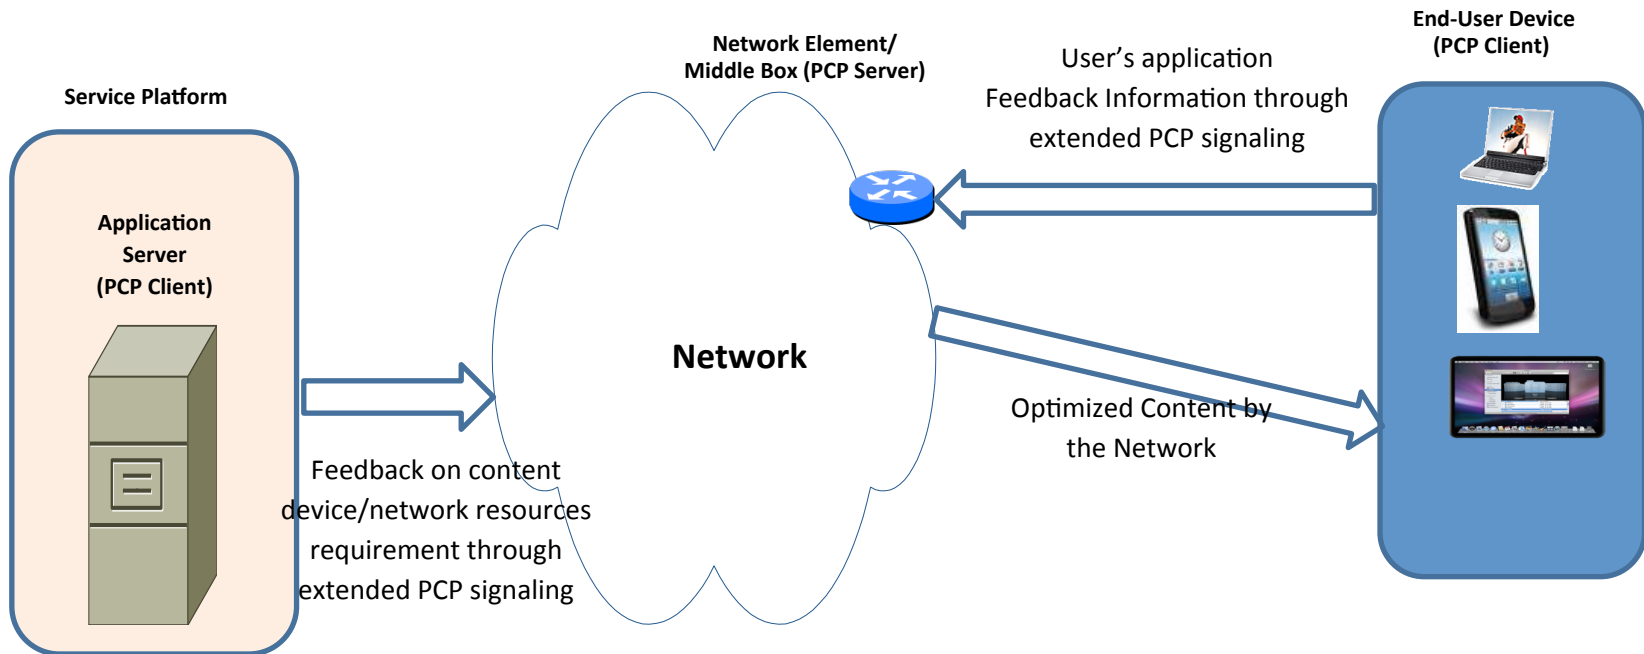 Service Platform
Application
Server
(PCP Client)
Feedback on content
device/network resources
requirement through
extended PCP signaling
Network Element/
Middle Box (PCP Server)
Network
User’s application
Feedback Information through
extended PCP signaling
Optimized Content by
the Network
End-User Device
(PCP Client)